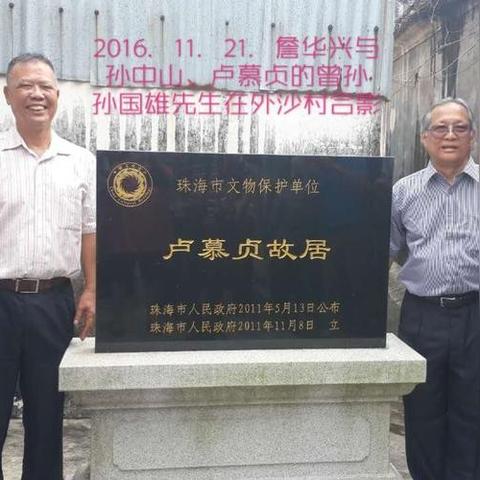 2016. 11. 21. 詹华兴与
孙中山、卢慕贞的曾孙
孙国雄先生在外沙村合影
珠海市文物保护单位
卢慕贞故居
珠海市人民政府2011年5月13日公布
珠海市人民政府2011年11月8日 立